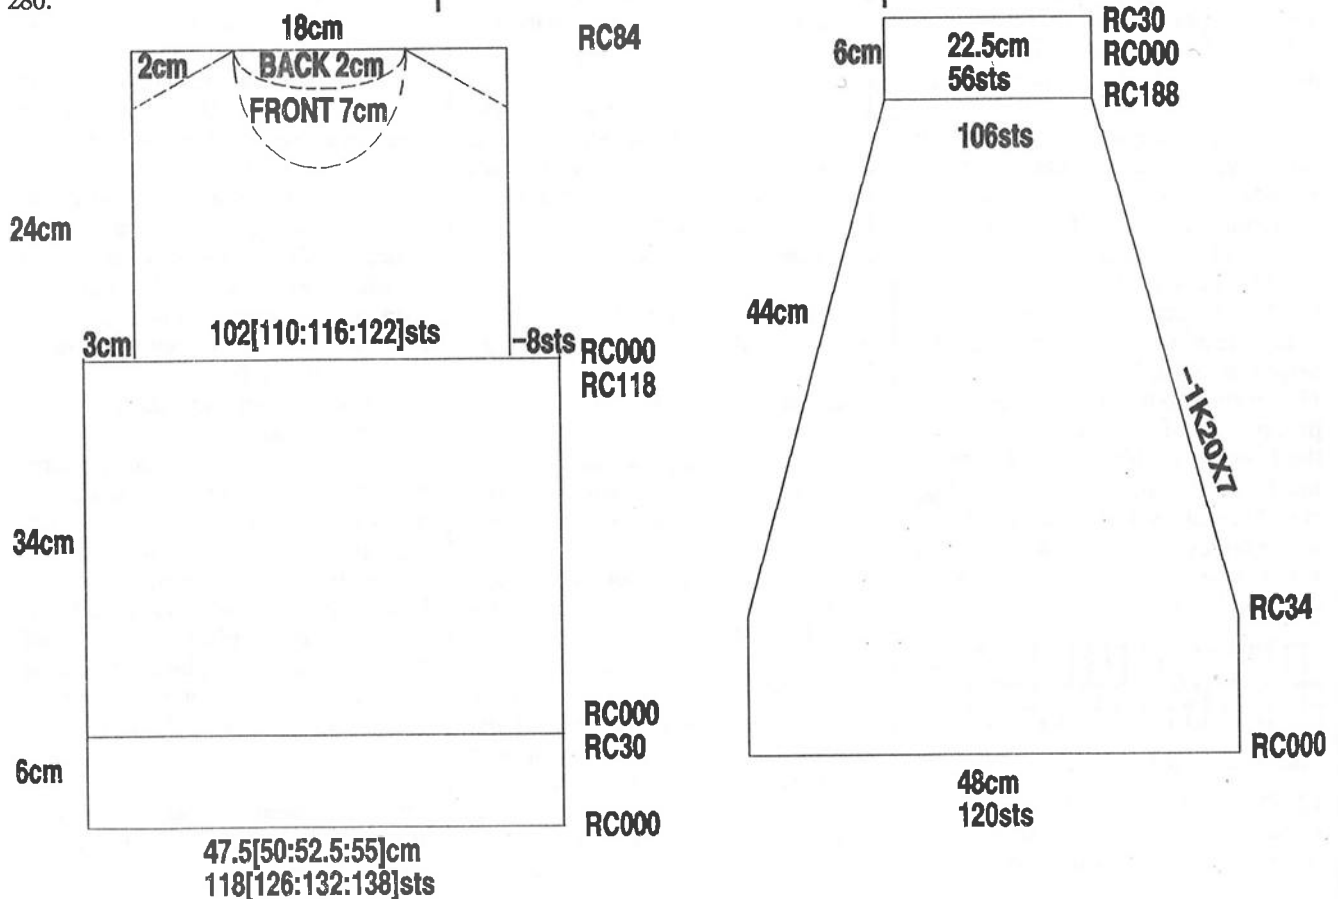 280.
18cm
RC84
2cm
BACK 2cm
FRONT 7cm
24cm
102[110:116:122]sts
3cm
-8sts
RC000
RC118
34cm
RC000
RC30
6cm
RC000
47.5[50:52.5:55]cm
118[126:132:138]sts
RC30
6cm
22.5cm
RC000
56sts
RC188
106sts
44cm
-1K20X7
RC34
RC000
48cm
120sts